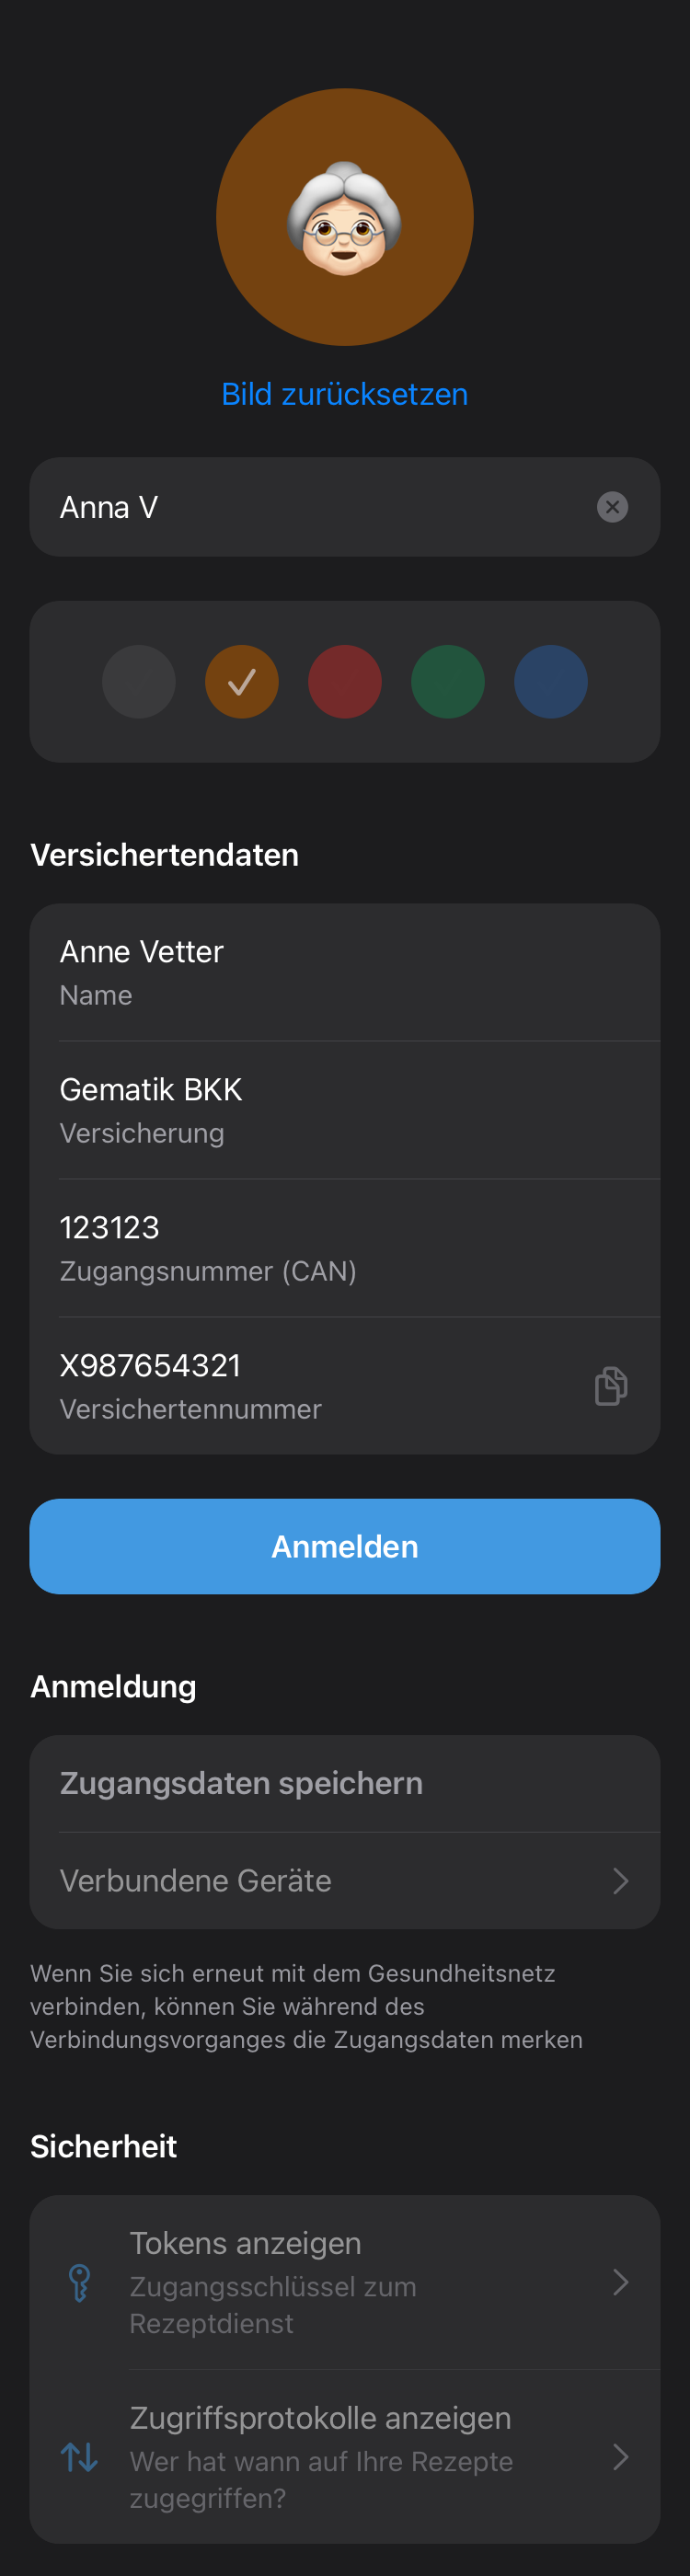 Bild zurücksetzen
Anna V
Versichertendaten
Anne Vetter
Name
Gematik BKK
Versicherung
123123
Zugangsnummer (CAN)
X987654321
Versichertennummer
Anmelden
Anmeldung
Zugangsdaten speichern
Verbundene Geräte
Wenn Sie sich erneut mit dem Gesundheitsnetz
verbinden, können Sie während des
Verbindungsvorganges die Zugangsdaten merken
Sicherheit
Tokens anzeigen
Zugangsschlüssel zum
Rezeptdienst
Zugriffsprotokolle anzeigen
Wer hat wann auf Ihre Rezepte
zugegriffen?